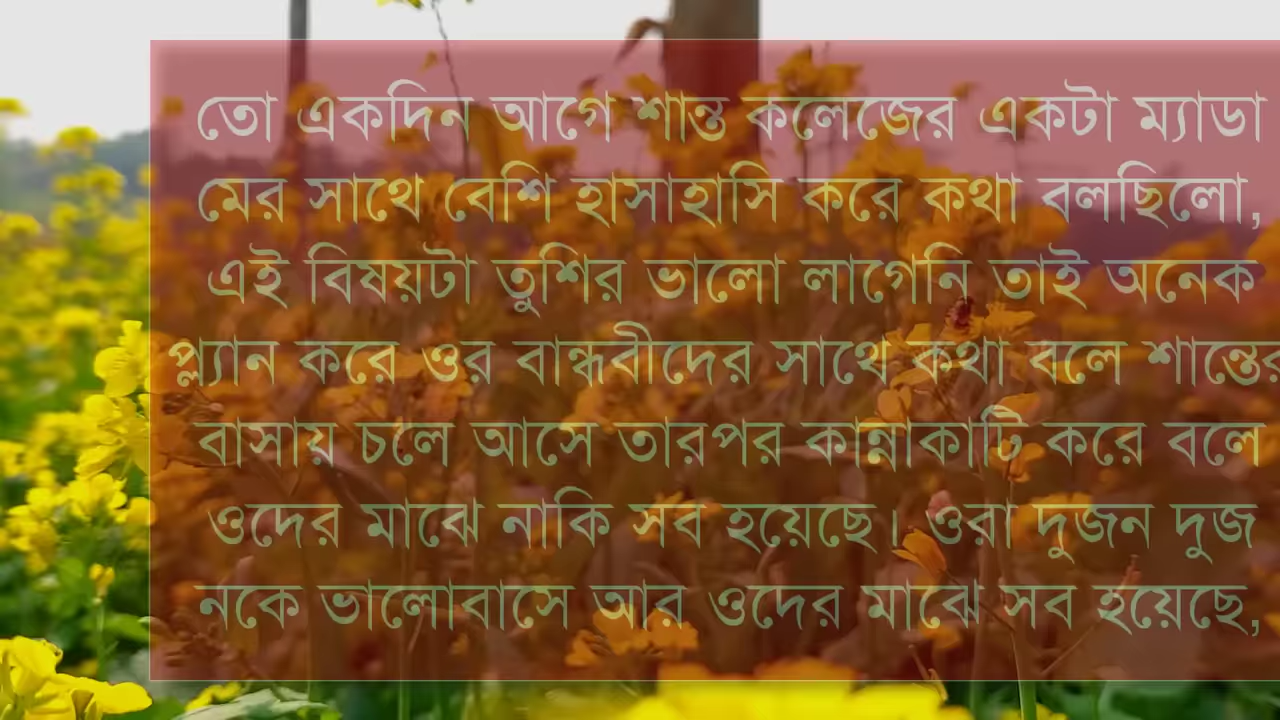 তো একদিন আগে শান্ত কলেজের একটা ম্যাডা
মের সাথে বেশি হাসাহাসি করে কথা বলছিলো,
এই বিষয়টা তুশির ভালো লাগেনি তাই অনেক
প্ল্যান করে ওর বান্ধবীদের সাথে কথা বলে শান্তের
বাসায় চলে আসে তারপর কান্নাকাটি করে বলে
ওদের মাঝে নাকি সব হয়েছে। ওরা দুজন দুজ
নকে ভালোবাসে আর ওদের মাঝে সব হয়েছে,